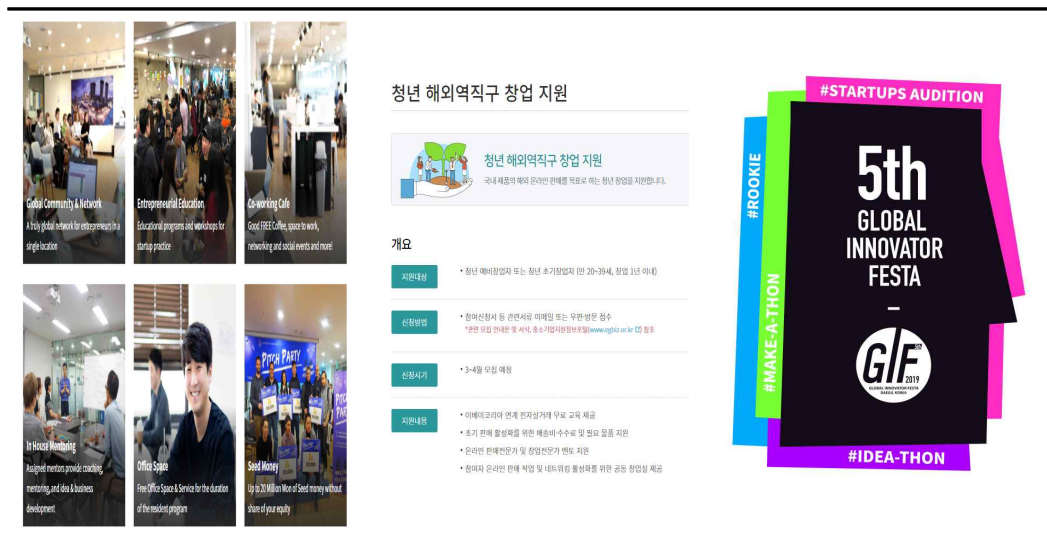 Global Community & Network
A truly global network for entrepreneurs in a
single location
Entrepreneurial Education
Educational programs and workshops for
startup practice
Co-working Cafe
Good FREE Coffee, space to work,
networking and social events and more!
In House Mentoring
Assigned mentors provide coaching,
mentoring, and idea & business
development
Office Space
Free Office Space & Service for the duration
of the resident program
PITCH PARTY
Seed Money
Up to 20 Million Won of Seed money without
share of your equity
청년 해외역직구 창업 지원
청년 해외역직구 창업 지원
국내 제품의 해외 온라인 판매를 목표로 하는 청년 창업을 지원합니다.
개요
지원대상
• 청년 예비창업자 또는 청년 초기창업자 (만 20~39세, 창업 1년 이내)
신청방법
• 참여신청서 등 관련서류 이메일 또는 우편·방문 접수
*관련 모집 안내문 및 서식, 중소기업지원정보포털(www.egbiz.or.kr) 참조
신청시기
• 3~4월 모집 예정
지원내용
• 이베이코리아 연계 전자상거래 무료 교육 제공
• 초기 판매 활성화를 위한 배송비·수수료 및 필요 물품 지원
• 온라인 판매전문가 및 창업전문가 멘토 지원
• 참여자 온라인 판매 작업 및 네트워킹 활성화를 위한 공동 창업실 제공
#STARTUPS AUDITION
#ROOKIE
#MAKE-A-THON
5th
GLOBAL
INNOVATOR
FESTA
GIF
5th
2019
GLOBAL INNOVATOR FESTA
DAEGU, KOREA
#IDEA-THON